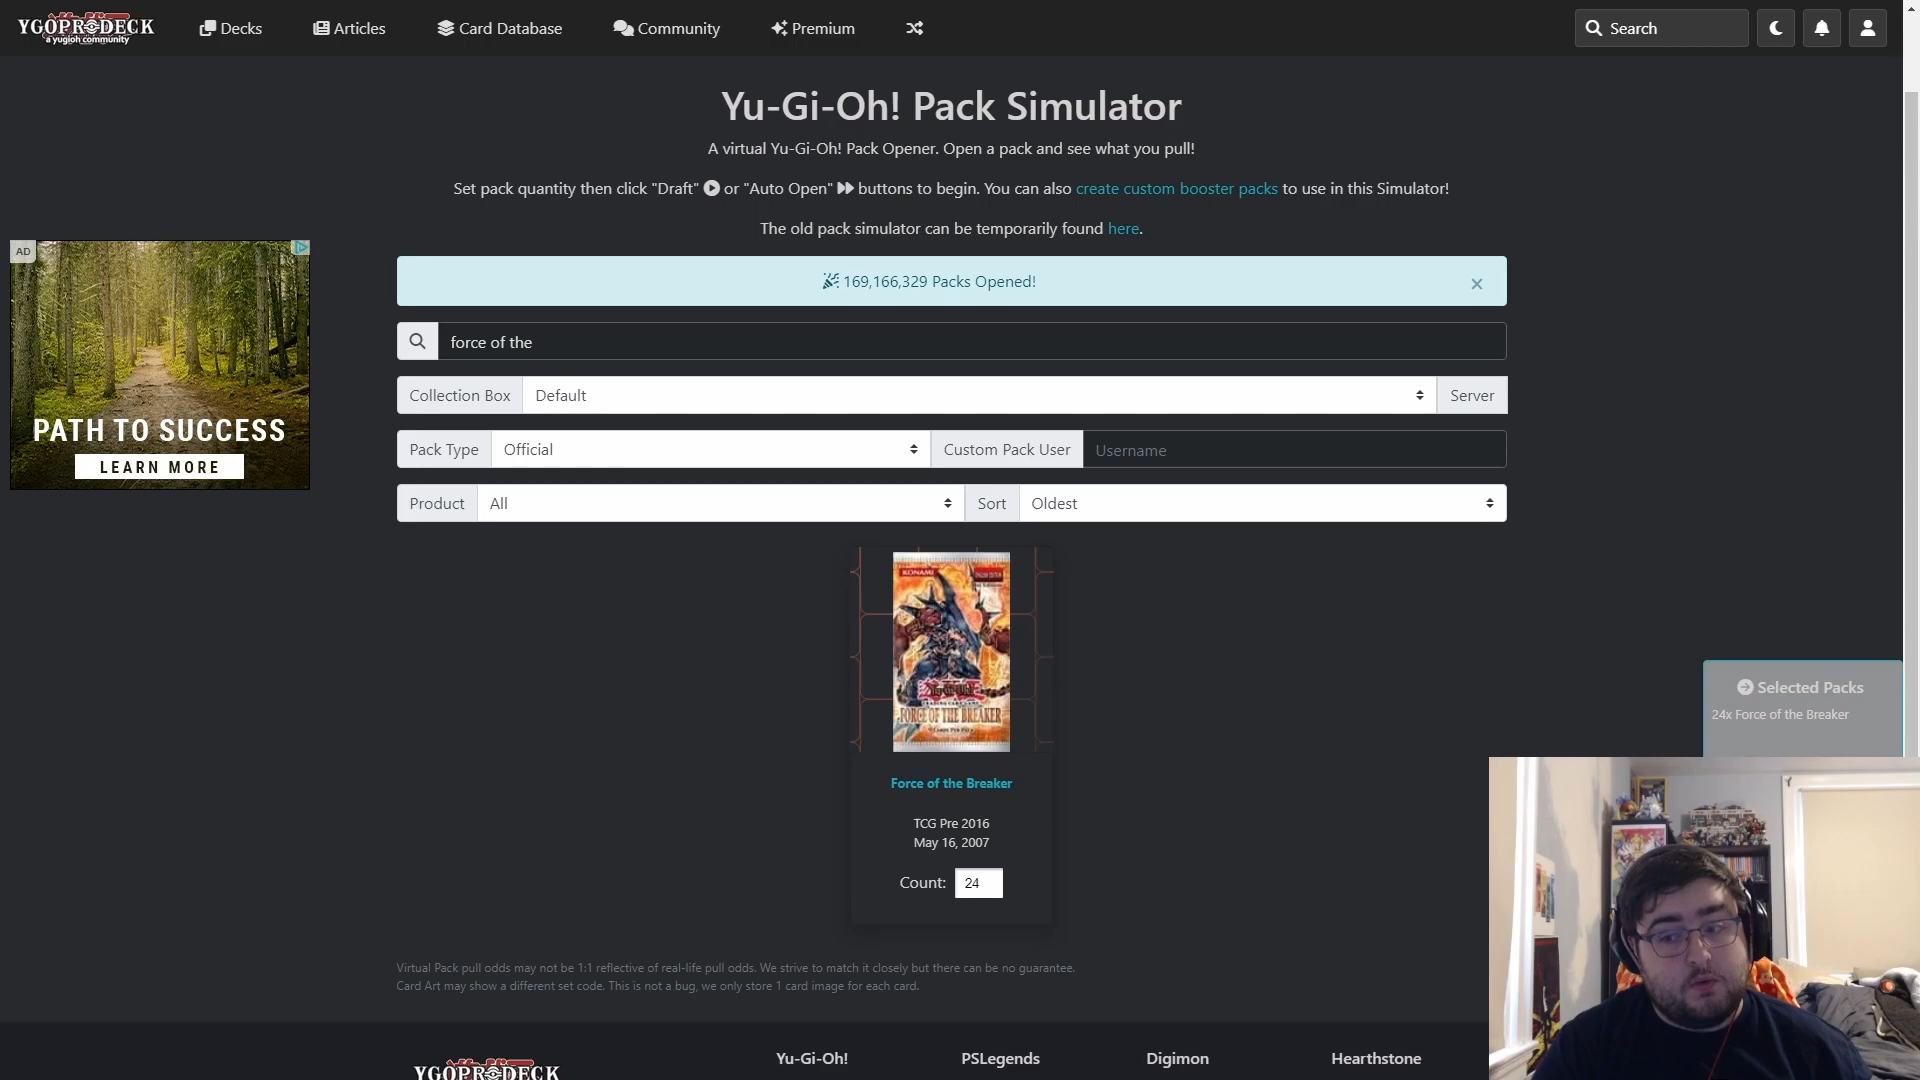 YGOPRODECK
a yugioh community
Decks
Articles
Card Database
Community
Premium
Search
Yu-Gi-Oh! Pack Simulator
A virtual Yu-Gi-Oh! Pack Opener. Open a pack and see what you pull!
Set pack quantity then click "Draft" or "Auto Open" buttons to begin. You can also create custom booster packs to use in this Simulator!
The old pack simulator can be temporarily found here.
AD
PATH TO SUCCESS
LEARN MORE
169,166,329 Packs Opened!
×
force of the
Collection Box Default Server
Pack Type Official Custom Pack User Username
Product All Sort Oldest
KONAMI
Yu-Gi-Oh!
TRADING CARD GAME
FORCE OF THE BREAKER
Force of the Breaker
TCG Pre 2016
May 16, 2007
Count: 24
Selected Packs
24x Force of the Breaker
Virtual Pack pull odds may not be 1:1 reflective of real-life pull odds. We strive to match it closely but there can be no guarantee.
Card Art may show a different set code. This is not a bug, we only store 1 card image for each card.
YGOPRODECK
Yu-Gi-Oh!
PSLegends
Digimon
Hearthstone